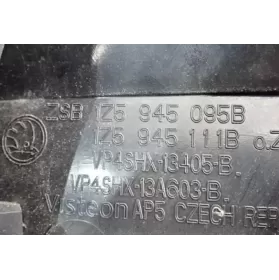 ZSB 1Z5 945 095B
1Z5 945 111B o.Z
VP4SHX-13405-B
VP4SHX-13A603-B
Visteon AP5 CZECH REP